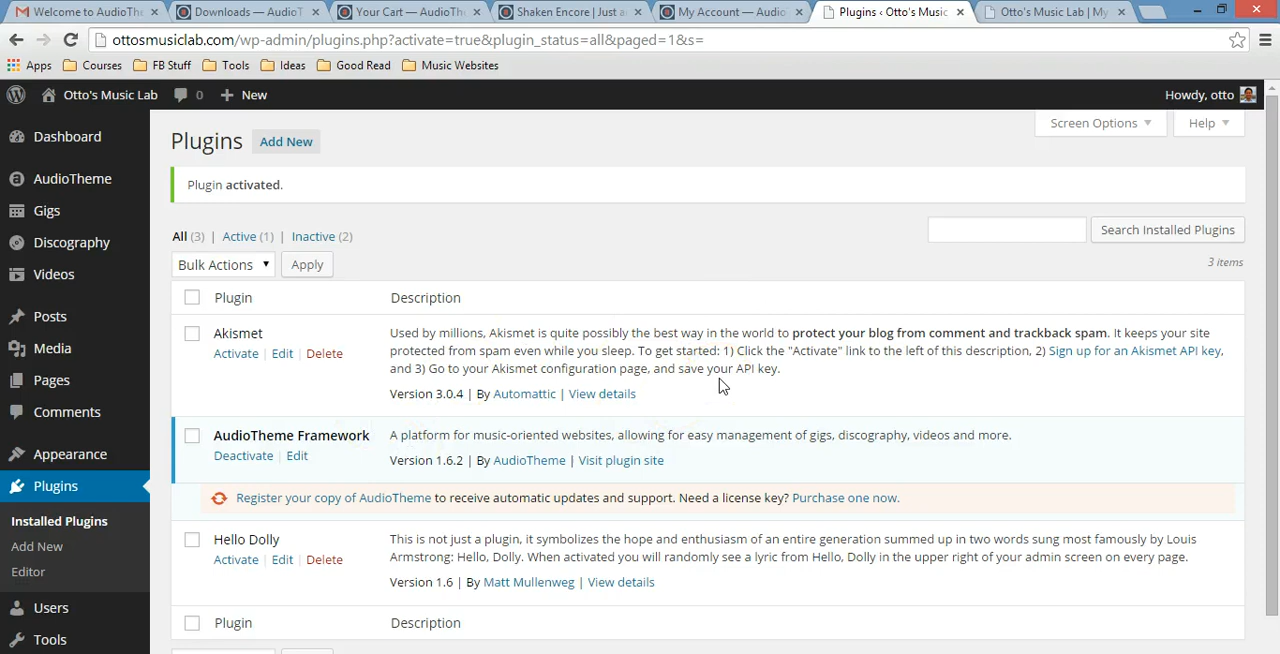 Welcome to AudioThe
Downloads — AudioT
Your Cart — AudioTh
Shaken Encore | Just a
My Account — Audio
Plugins ‹ Otto's Music
Otto's Music Lab | My
ottosmusiclab.com/wp-admin/plugins.php?activate=true&plugin_status=all&paged=1&s=
Apps Courses FB Stuff Tools Ideas Good Read Music Websites
Otto's Music Lab 0 + New Howdy, otto
Dashboard
AudioTheme
Gigs
Discography
Videos
Posts
Media
Pages
Comments
Appearance
Plugins
Installed Plugins
Add New
Editor
Users
Tools
Screen Options Help
Plugins Add New
Plugin activated.
All (3) | Active (1) | Inactive (2)
Search Installed Plugins
Bulk Actions Apply
3 items
Plugin Description
Akismet
Activate | Edit | Delete
Used by millions, Akismet is quite possibly the best way in the world to protect your blog from comment and trackback spam. It keeps your site
protected from spam even while you sleep. To get started: 1) Click the "Activate" link to the left of this description, 2) Sign up for an Akismet API key,
and 3) Go to your Akismet configuration page, and save your API key.
Version 3.0.4 | By Automattic | View details
AudioTheme Framework
Deactivate | Edit
A platform for music-oriented websites, allowing for easy management of gigs, discography, videos and more.
Version 1.6.2 | By AudioTheme | Visit plugin site
Register your copy of AudioTheme to receive automatic updates and support. Need a license key? Purchase one now.
Hello Dolly
Activate | Edit | Delete
This is not just a plugin, it symbolizes the hope and enthusiasm of an entire generation summed up in two words sung most famously by Louis
Armstrong: Hello, Dolly. When activated you will randomly see a lyric from Hello, Dolly in the upper right of your admin screen on every page.
Version 1.6 | By Matt Mullenweg | View details
Plugin Description